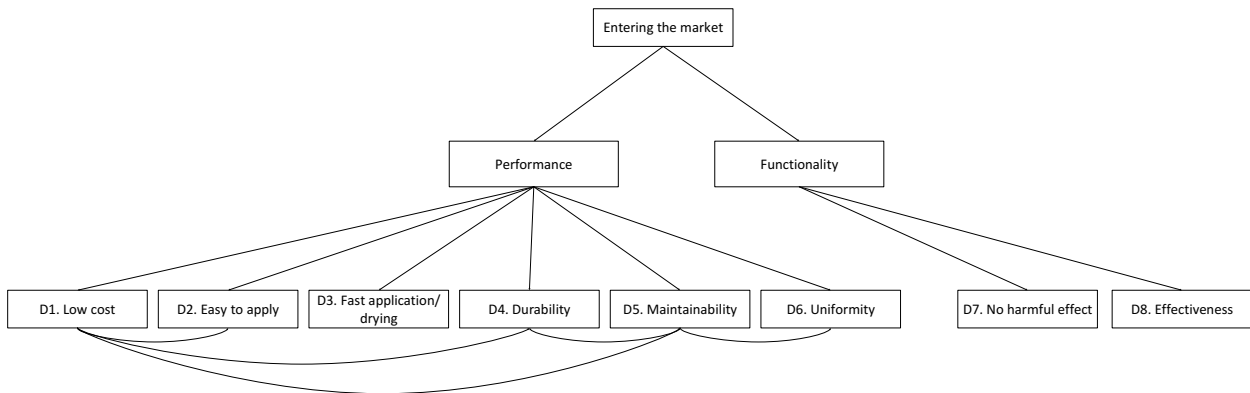 Entering the market
Performance
Functionality
D1. Low cost
D2. Easy to apply
D3. Fast application/
drying
D4. Durability
D5. Maintainability
D6. Uniformity
D7. No harmful effect
D8. Effectiveness